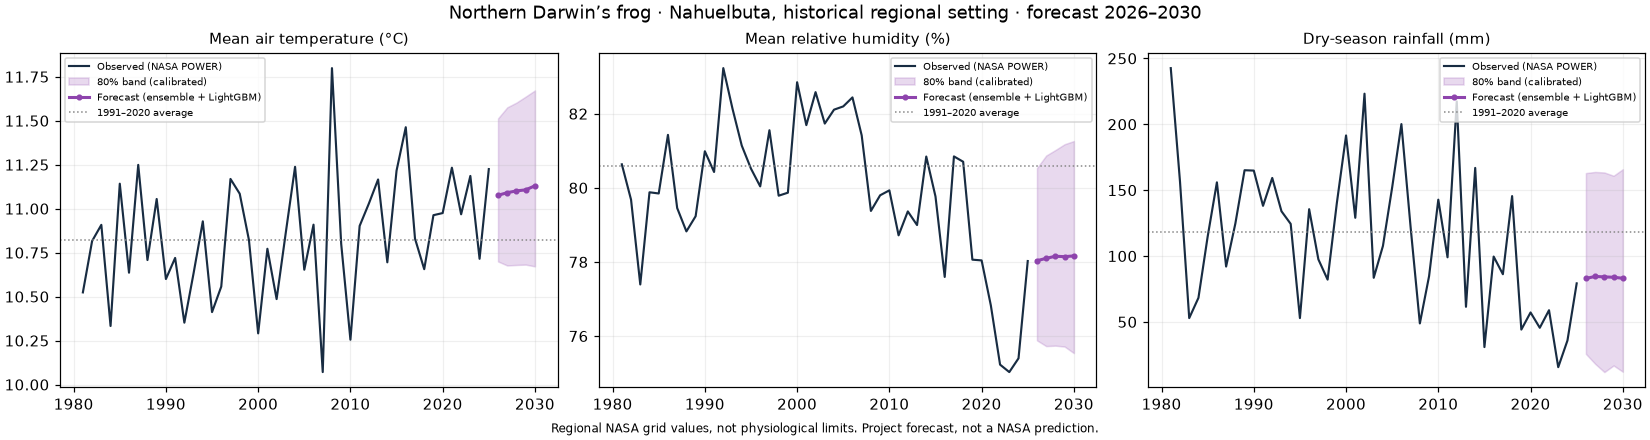 Northern Darwin’s frog · Nahuelbuta, historical regional setting · forecast 2026–2030
Mean air temperature (°C)
Observed (NASA POWER)
80% band (calibrated)
Forecast (ensemble + LightGBM)
1991–2020 average
11.75
11.50
11.25
11.00
10.75
10.50
10.25
10.00
1980 1990 2000 2010 2020 2030
Mean relative humidity (%)
Observed (NASA POWER)
80% band (calibrated)
Forecast (ensemble + LightGBM)
1991–2020 average
82
80
78
76
1980 1990 2000 2010 2020 2030
Dry-season rainfall (mm)
Observed (NASA POWER)
80% band (calibrated)
Forecast (ensemble + LightGBM)
1991–2020 average
250
200
150
100
50
1980 1990 2000 2010 2020 2030
Regional NASA grid values, not physiological limits. Project forecast, not a NASA prediction.